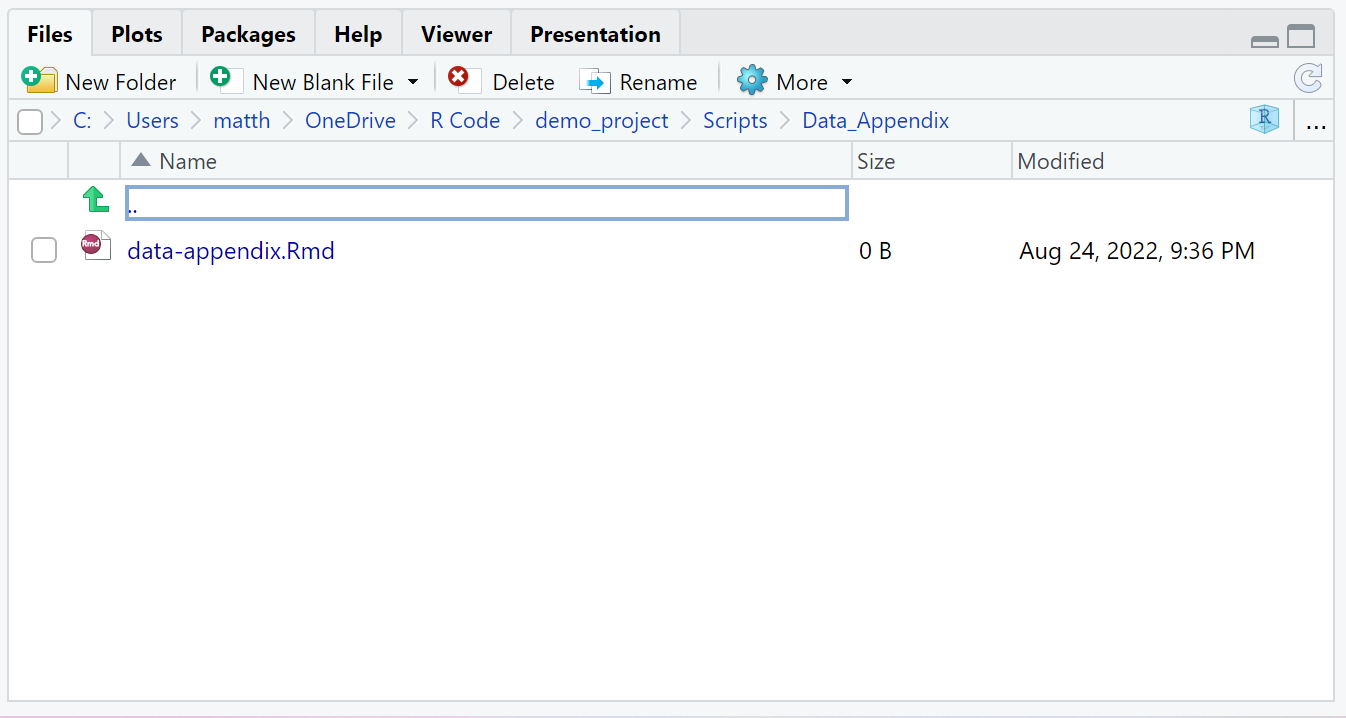 Files Plots Packages Help Viewer Presentation
New Folder New Blank File Delete Rename More
C: Users matth OneDrive R Code demo_project Scripts Data_Appendix R ...
Name Size Modified
..
Rmd data-appendix.Rmd 0 B Aug 24, 2022, 9:36 PM